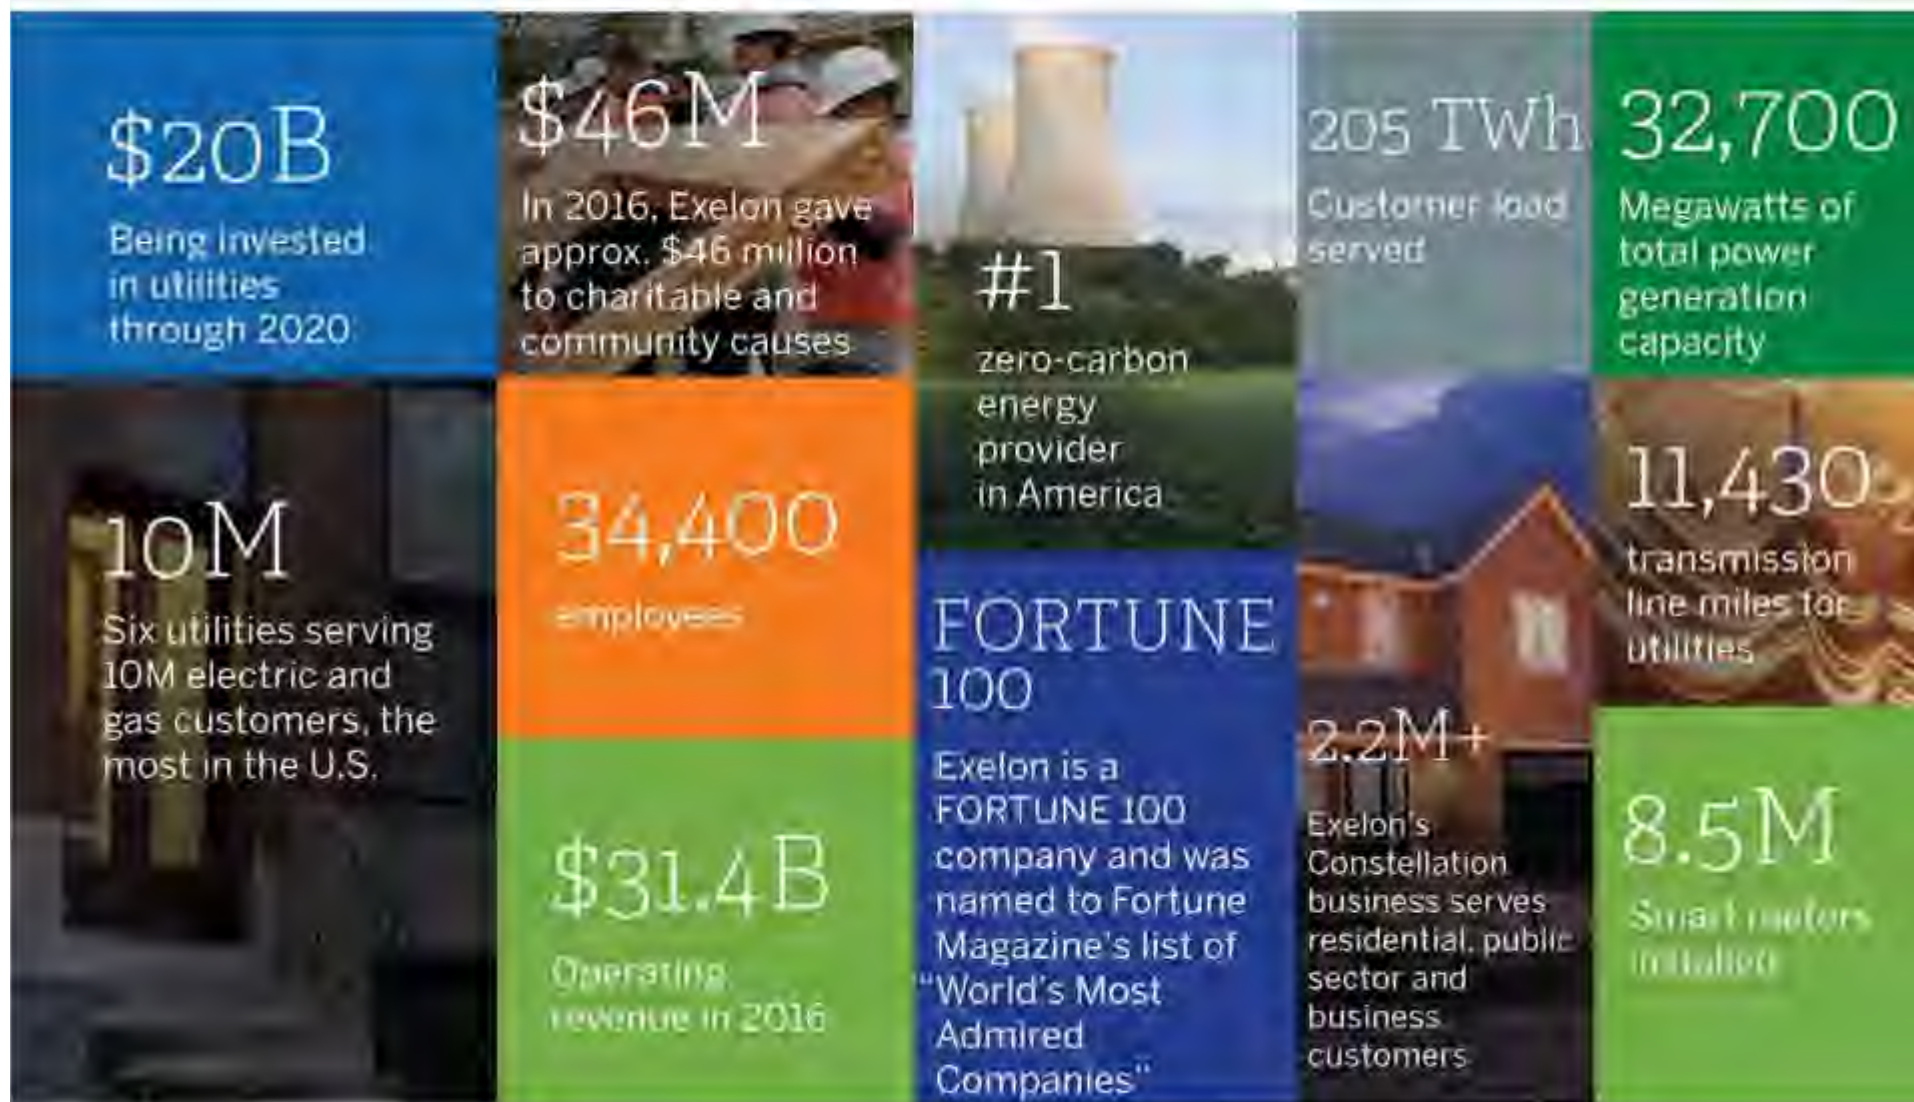 $20B
Being invested
in utilities
through 2020
10M
Six utilities serving
10M electric and
gas customers, the
most in the U.S.
$46M
In 2016, Exelon gave
approx. $46 million
to charitable and
community causes
34,400
employees
$31.4B
Operating
revenue in 2016
#1
zero-carbon
energy
provider
in America
FORTUNE
100
Exelon is a
FORTUNE 100
company and was
named to Fortune
Magazine's list of
"World's Most
Admired
Companies"
205 TWh
Customer load
served
2.2M+
Exelon's
Constellation
business serves
residential, public
sector and
business
customers
32,700
Megawatts of
total power
generation
capacity
11,430
transmission
line miles for
utilities
8.5M
Smart meters
installed